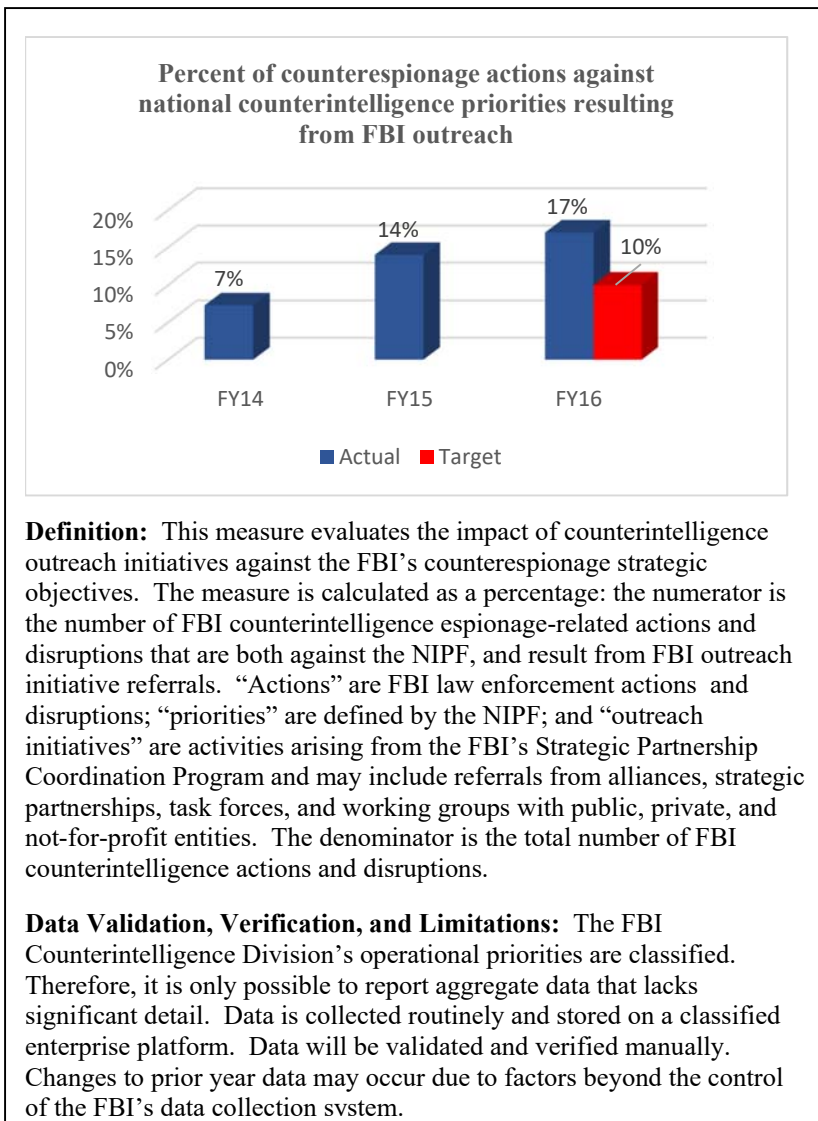 Percent of counterespionage actions against
national counterintelligence priorities resulting
from FBI outreach
20%
15%
10%
5%
0%
7%
14%
17%
10%
FY14
FY15
FY16
Actual
Target
Definition: This measure evaluates the impact of counterintelligence
outreach initiatives against the FBI’s counterespionage strategic
objectives. The measure is calculated as a percentage: the numerator is
the number of FBI counterintelligence espionage-related actions and
disruptions that are both against the NIPF, and result from FBI outreach
initiative referrals. “Actions” are FBI law enforcement actions and
disruptions; “priorities” are defined by the NIPF; and “outreach
initiatives” are activities arising from the FBI’s Strategic Partnership
Coordination Program and may include referrals from alliances, strategic
partnerships, task forces, and working groups with public, private, and
not-for-profit entities. The denominator is the total number of FBI
counterintelligence actions and disruptions.
Data Validation, Verification, and Limitations: The FBI
Counterintelligence Division’s operational priorities are classified.
Therefore, it is only possible to report aggregate data that lacks
significant detail. Data is collected routinely and stored on a classified
enterprise platform. Data will be validated and verified manually.
Changes to prior year data may occur due to factors beyond the control
of the FBI’s data collection system.